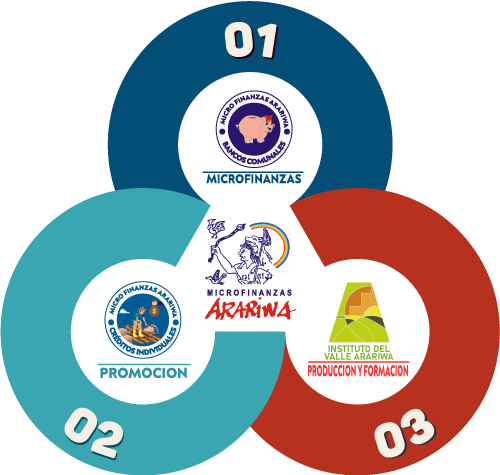 01
MICRO FINANZAS ARARIWA
BANCOS COMUNALES
MICROFINANZAS
MICROFINANZAS
ARARIWA
MICRO FINANZAS ARARIWA
CRÉDITOS INDIVIDUALES
PROMOCION
02
INSTITUTO DEL
VALLE ARARIWA
PRODUCCION Y FORMACION
03